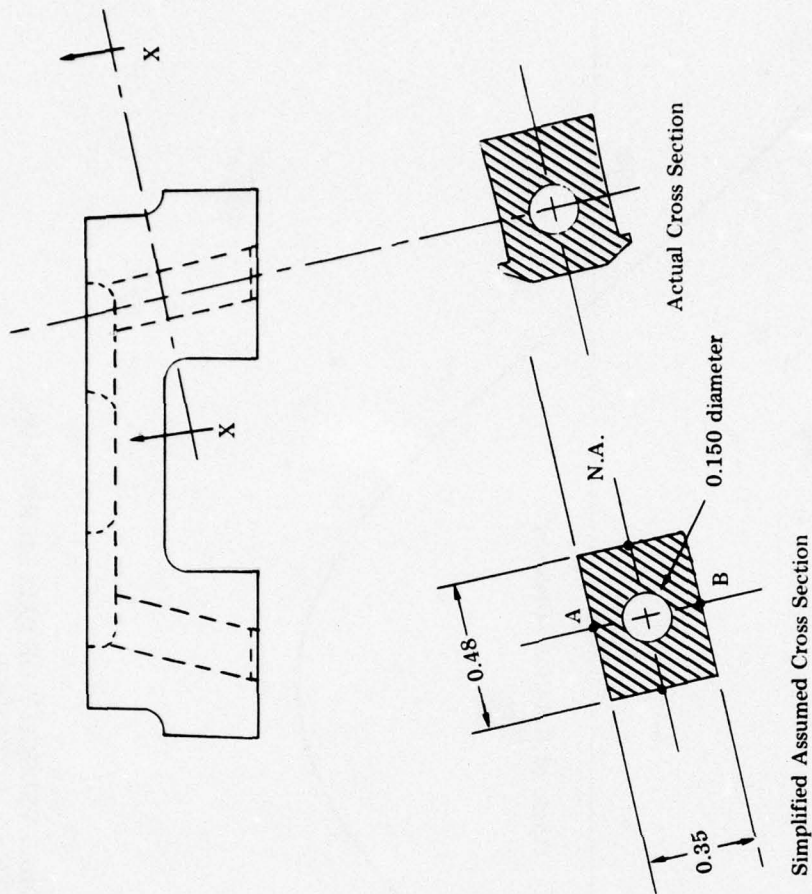 X
X
Actual Cross Section
N.A.
0.150 diameter
A
B
0.48
0.35
Simplified Assumed Cross Section